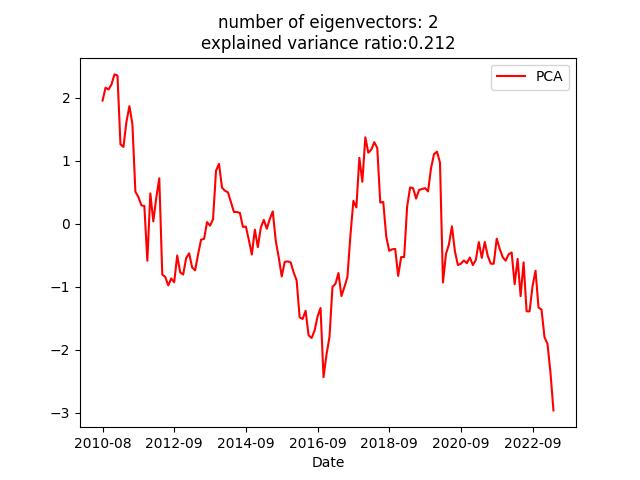 number of eigenvectors: 2
explained variance ratio:0.212
PCA
2
1
0
−1
−2
−3
2010-08 2012-09 2014-09 2016-09 2018-09 2020-09 2022-09
Date